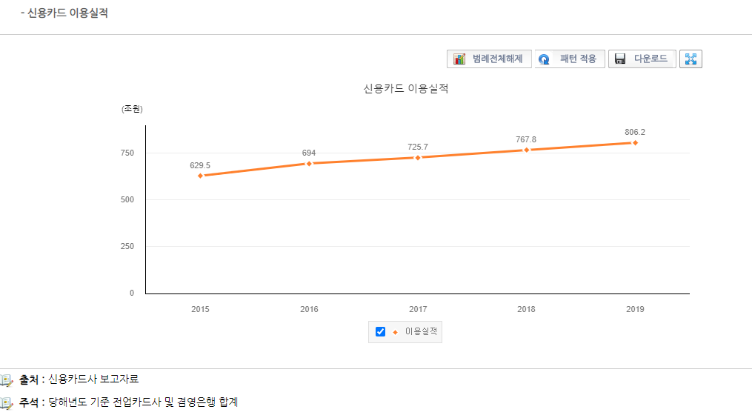 - 신용카드 이용실적
범례전체해제 패턴 적용 다운로드
신용카드 이용실적
(조원)
750
500
250
0
629.5 694 725.7 767.8 806.2
2015 2016 2017 2018 2019
이용실적
출처 : 신용카드사 보고자료
주석 : 당해년도 기준 전업카드사 및 겸영은행 합계